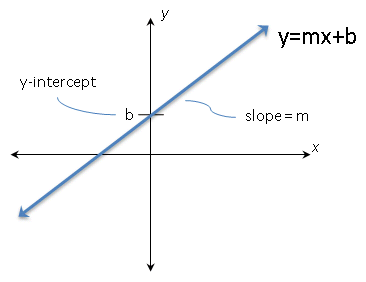 y
y=mx+b
y-intercept
b
slope = m
x